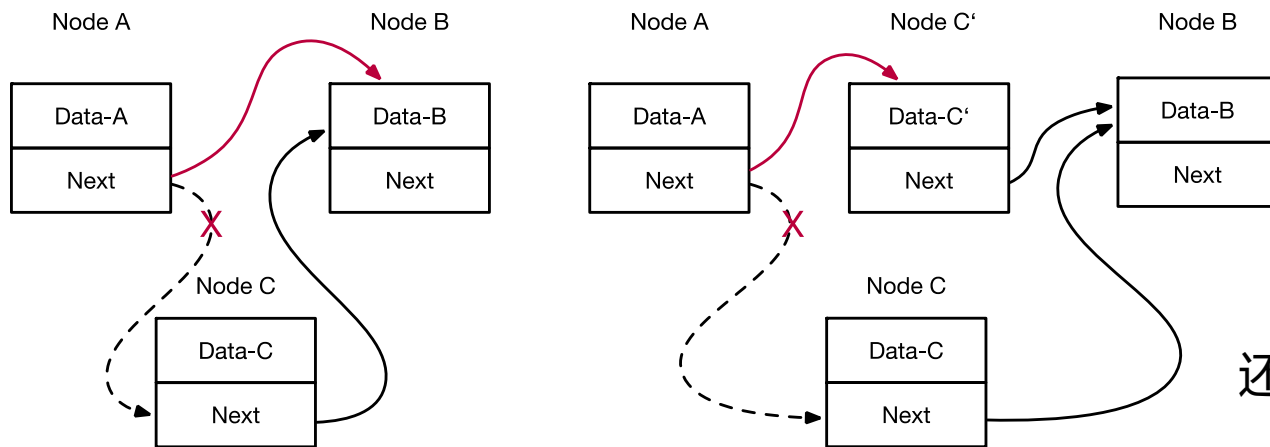 Node A
Node B
Data-A
Data-B
Next
Next
X
Node C
Data-C
Next
Node A
Node C‘
Node B
Data-A
Data-C‘
Data-B
Next
Next
Next
X
Node C
Data-C
Next
还